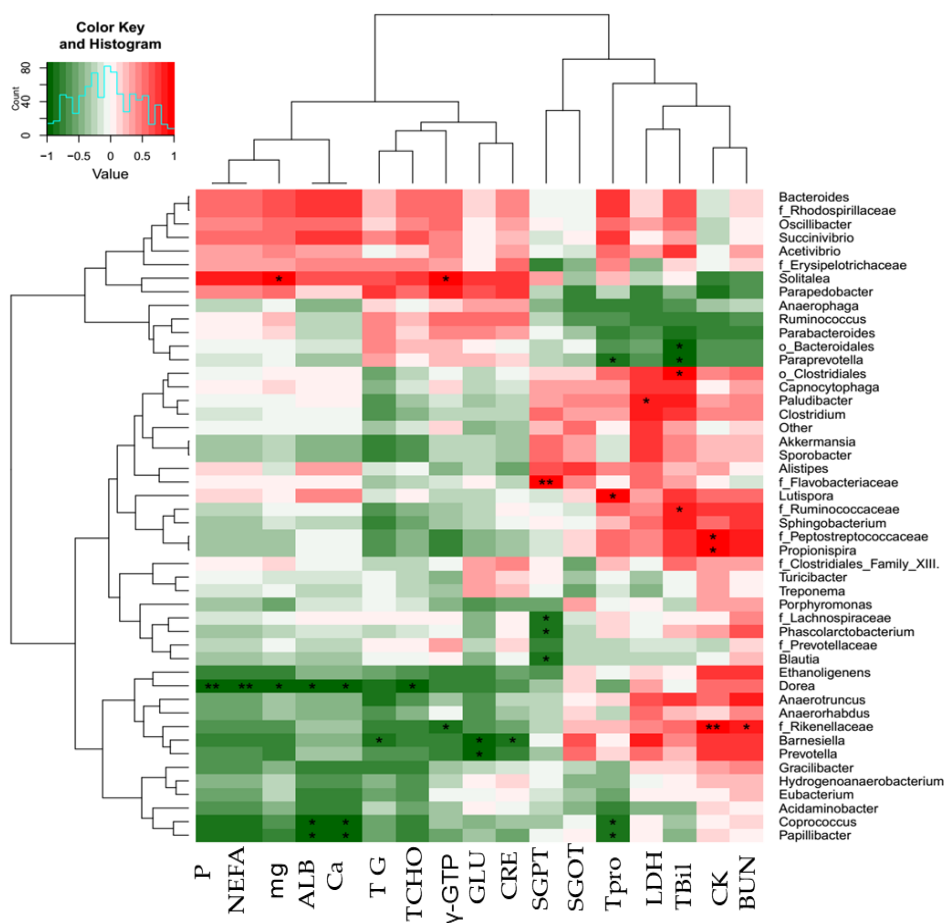 Color Key
and Histogram
Count
0 40 80
−1 −0.5 0 0.5 1
Value
Bacteroides
f_Rhodospirillaceae
Oscillibacter
Succinivibrio
Acetivibrio
f_Erysipelotrichaceae
* * Solitalea
Parapedobacter
Anaerophaga
Ruminococcus
Parabacteroides
* o_Bacteroidales
* * Paraprevotella
* o_Clostridiales
Capnocytophaga
* Paludibacter
Clostridium
Other
Akkermansia
Sporobacter
Alistipes
** f_Flavobacteriaceae
* Lutispora
* f_Ruminococcaceae
Sphingobacterium
* f_Peptostreptococcaceae
* Propionispira
f_Clostridiales_Family_XIII.
Turicibacter
Treponema
Porphyromonas
* f_Lachnospiraceae
* Phascolarctobacterium
f_Prevotellaceae
* Blautia
Ethanoligenens
** ** * * * * Dorea
Anaerotruncus
Anaerorhabdus
* ** * f_Rikenellaceae
* * * Barnesiella
* Prevotella
Gracilibacter
Hydrogenoanaerobacterium
Eubacterium
Acidaminobacter
* * * Coprococcus
* * * Papillibacter
P NEFA mg ALB Ca T G TCHO γ-GTP GLU CRE SGPT SGOT Tpro LDH TBil CK BUN